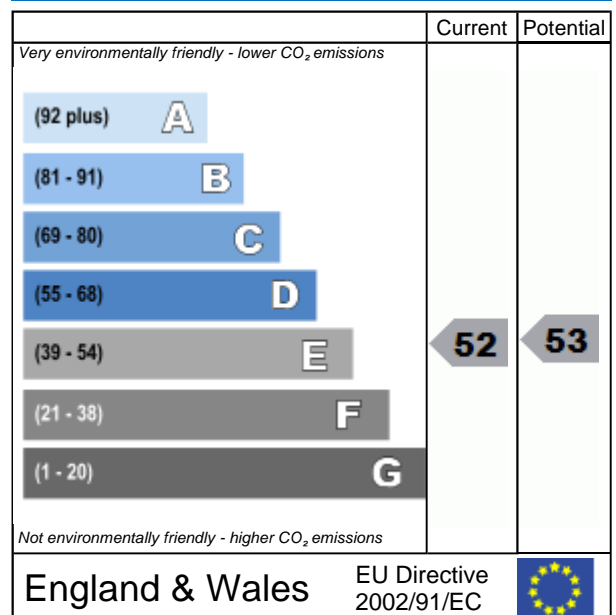 Current Potential
Very environmentally friendly - lower CO₂ emissions
(92 plus) A
(81 - 91) B
(69 - 80) C
(55 - 68) D
(39 - 54) E 52 53
(21 - 38) F
(1 - 20) G
Not environmentally friendly - higher CO₂ emissions
England & Wales
EU Directive
2002/91/EC